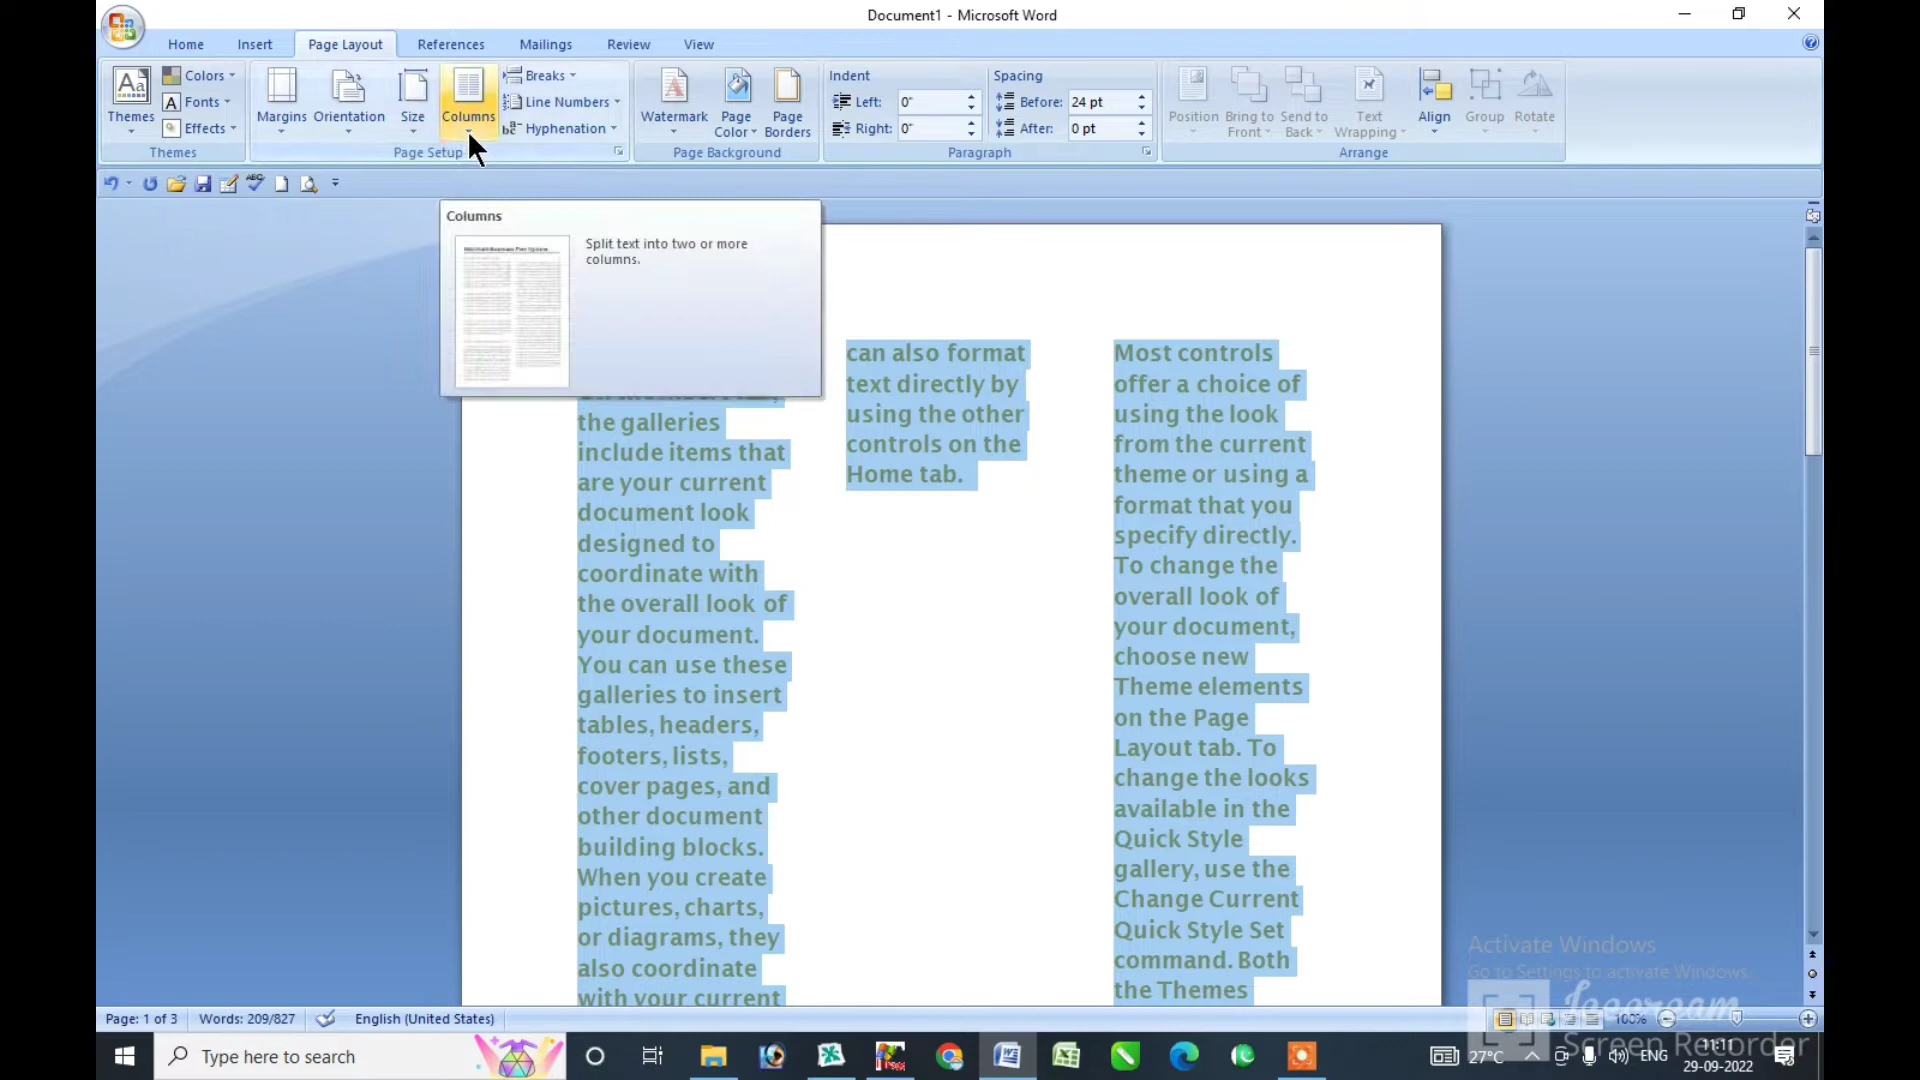 Document1 - Microsoft Word
Home Insert Page Layout References Mailings Review View
Colors Breaks Indent Spacing
Fonts Line Numbers Left: 0" Before: 24 pt
Themes Margins Orientation Size Columns Watermark Page Color Page Borders Position Bring to Front Send to Back Text Wrapping Align Group Rotate
Effects Hyphenation Right: 0" After: 0 pt
Themes Page Setup Page Background Paragraph Arrange
Columns
Split text into two or more
columns.
the galleries
include items that
are your current
document look
designed to
coordinate with
the overall look of
your document.
You can use these
galleries to insert
tables, headers,
footers, lists,
cover pages, and
other document
building blocks.
When you create
pictures, charts,
or diagrams, they
also coordinate
with your current
can also format
text directly by
using the other
controls on the
Home tab.
Most controls
offer a choice of
using the look
from the current
theme or using a
format that you
specify directly.
To change the
overall look of
your document,
choose new
Theme elements
on the Page
Layout tab. To
change the looks
available in the
Quick Style
gallery, use the
Change Current
Quick Style Set
command. Both
the Themes
Activate Windows
Go to Settings to activate Windows.
Icecream
Screen Recorder
Page: 1 of 3 Words: 209/827 English (United States) 100%
Type here to search 27°C ENG 11:11
29-09-2022